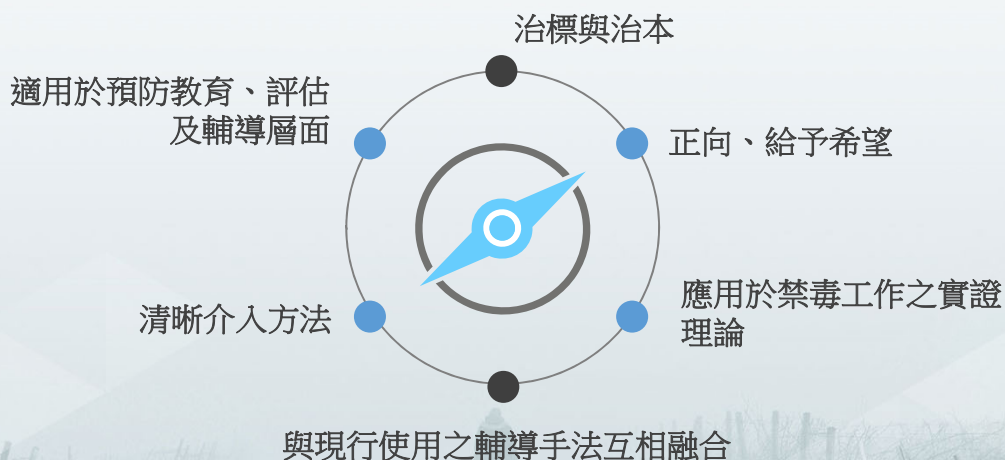 治標與治本
適用於預防教育、評估
及輔導層面
正向、給予希望
清晰介入方法
應用於禁毒工作之實證
理論
與現行使用之輔導手法互相融合